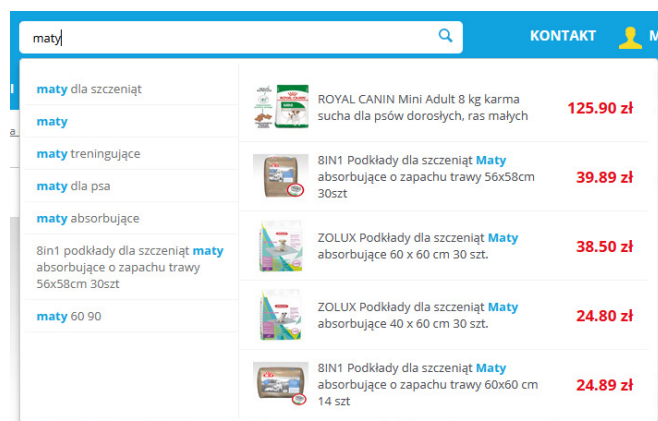 maty
KONTAKT
M
a
maty dla szczeniąt
maty
maty treningujące
maty dla psa
maty absorbujące
8in1 podkłady dla szczeniąt maty
absorbujące o zapachu trawy
56x58cm 30szt
maty 60 90
ROYAL CANIN Mini Adult 8 kg karma
sucha dla psów dorosłych, ras małych
125.90 zł
8IN1 Podkłady dla szczeniąt Maty
absorbujące o zapachu trawy 56x58cm
30szt
39.89 zł
ZOLUX Podkłady dla szczeniąt Maty
absorbujące 60 x 60 cm 30 szt.
38.50 zł
ZOLUX Podkłady dla szczeniąt Maty
absorbujące 40 x 60 cm 30 szt.
24.80 zł
8IN1 Podkłady dla szczeniąt Maty
absorbujące o zapachu trawy 60x60 cm
14 szt
24.89 zł